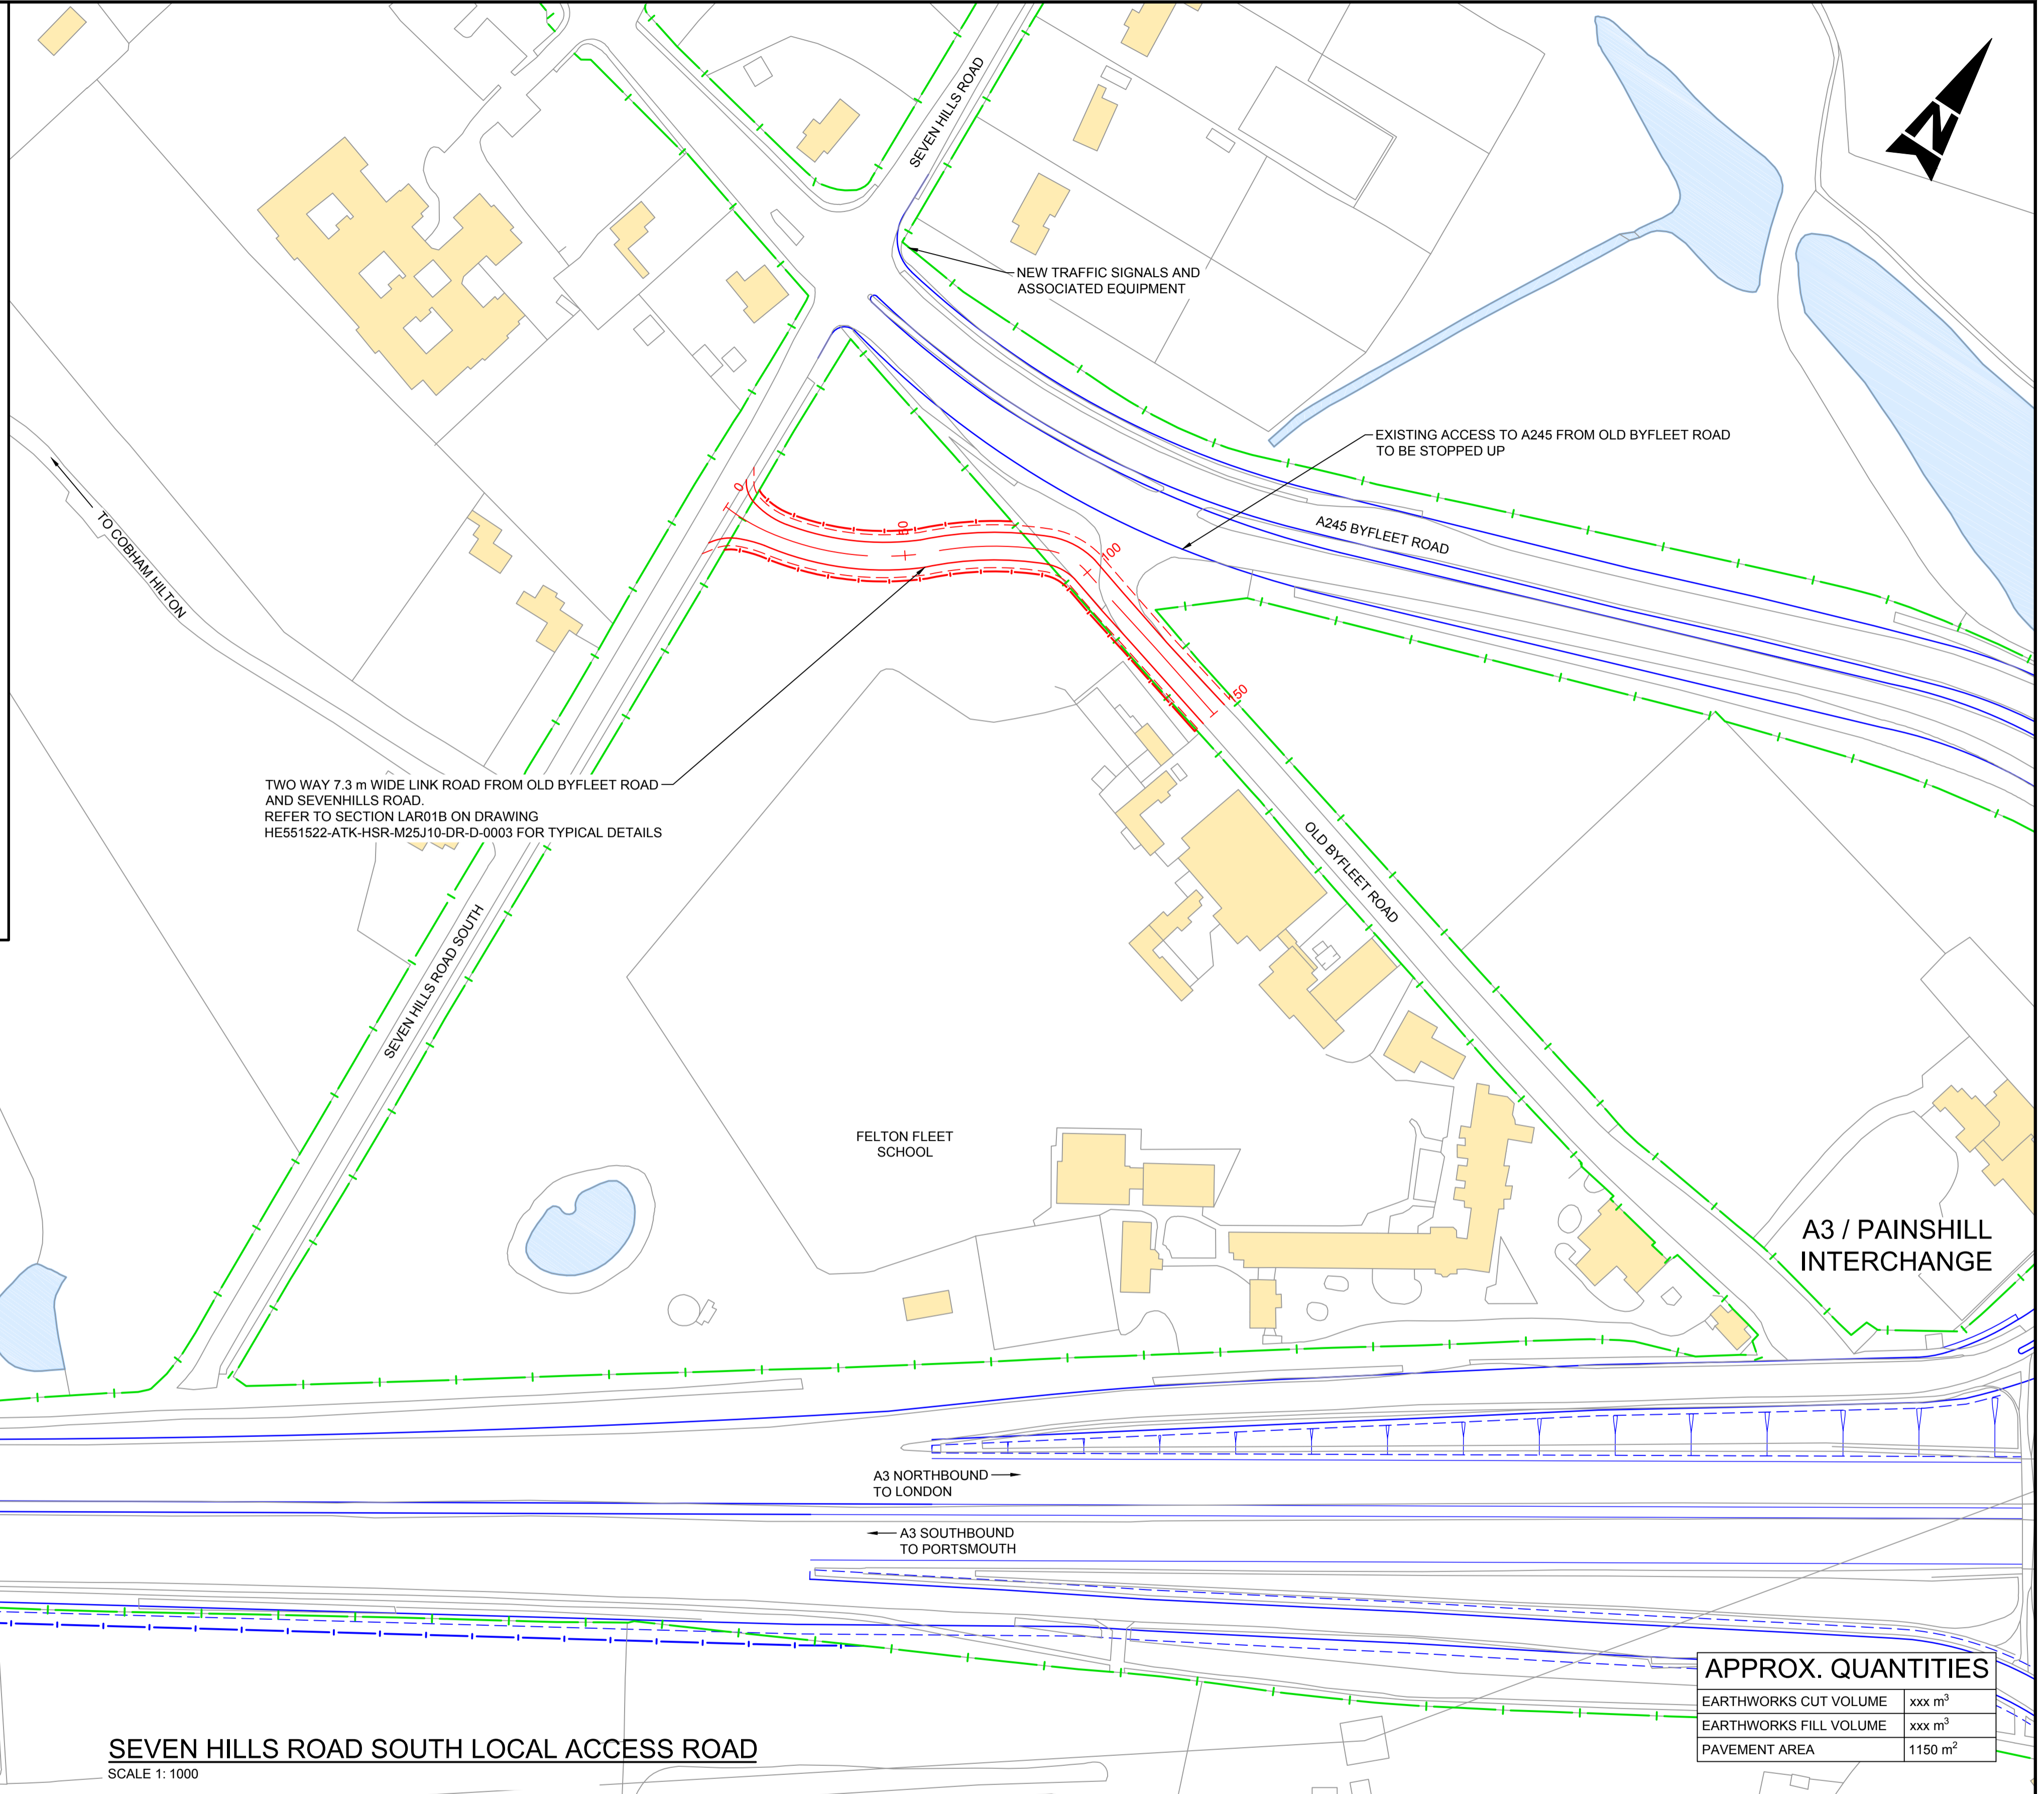 SEVEN HILLS ROAD
N
NEW TRAFFIC SIGNALS AND
ASSOCIATED EQUIPMENT
EXISTING ACCESS TO A245 FROM OLD BYFLEET ROAD
TO BE STOPPED UP
A245 BYFLEET ROAD
TO COBHAM HILTON
0
50
100
150
TWO WAY 7.3 m WIDE LINK ROAD FROM OLD BYFLEET ROAD
AND SEVENHILLS ROAD.
REFER TO SECTION LAR01B ON DRAWING
HE551522-ATK-HSR-M25J10-DR-D-0003 FOR TYPICAL DETAILS
OLD BYFLEET ROAD
SEVEN HILLS ROAD SOUTH
FELTON FLEET
SCHOOL
A3 / PAINSHILL
INTERCHANGE
A3 NORTHBOUND
TO LONDON
A3 SOUTHBOUND
TO PORTSMOUTH
APPROX. QUANTITIES
EARTHWORKS CUT VOLUME xxx m³
EARTHWORKS FILL VOLUME xxx m³
PAVEMENT AREA 1150 m²
SEVEN HILLS ROAD SOUTH LOCAL ACCESS ROAD
SCALE 1: 1000